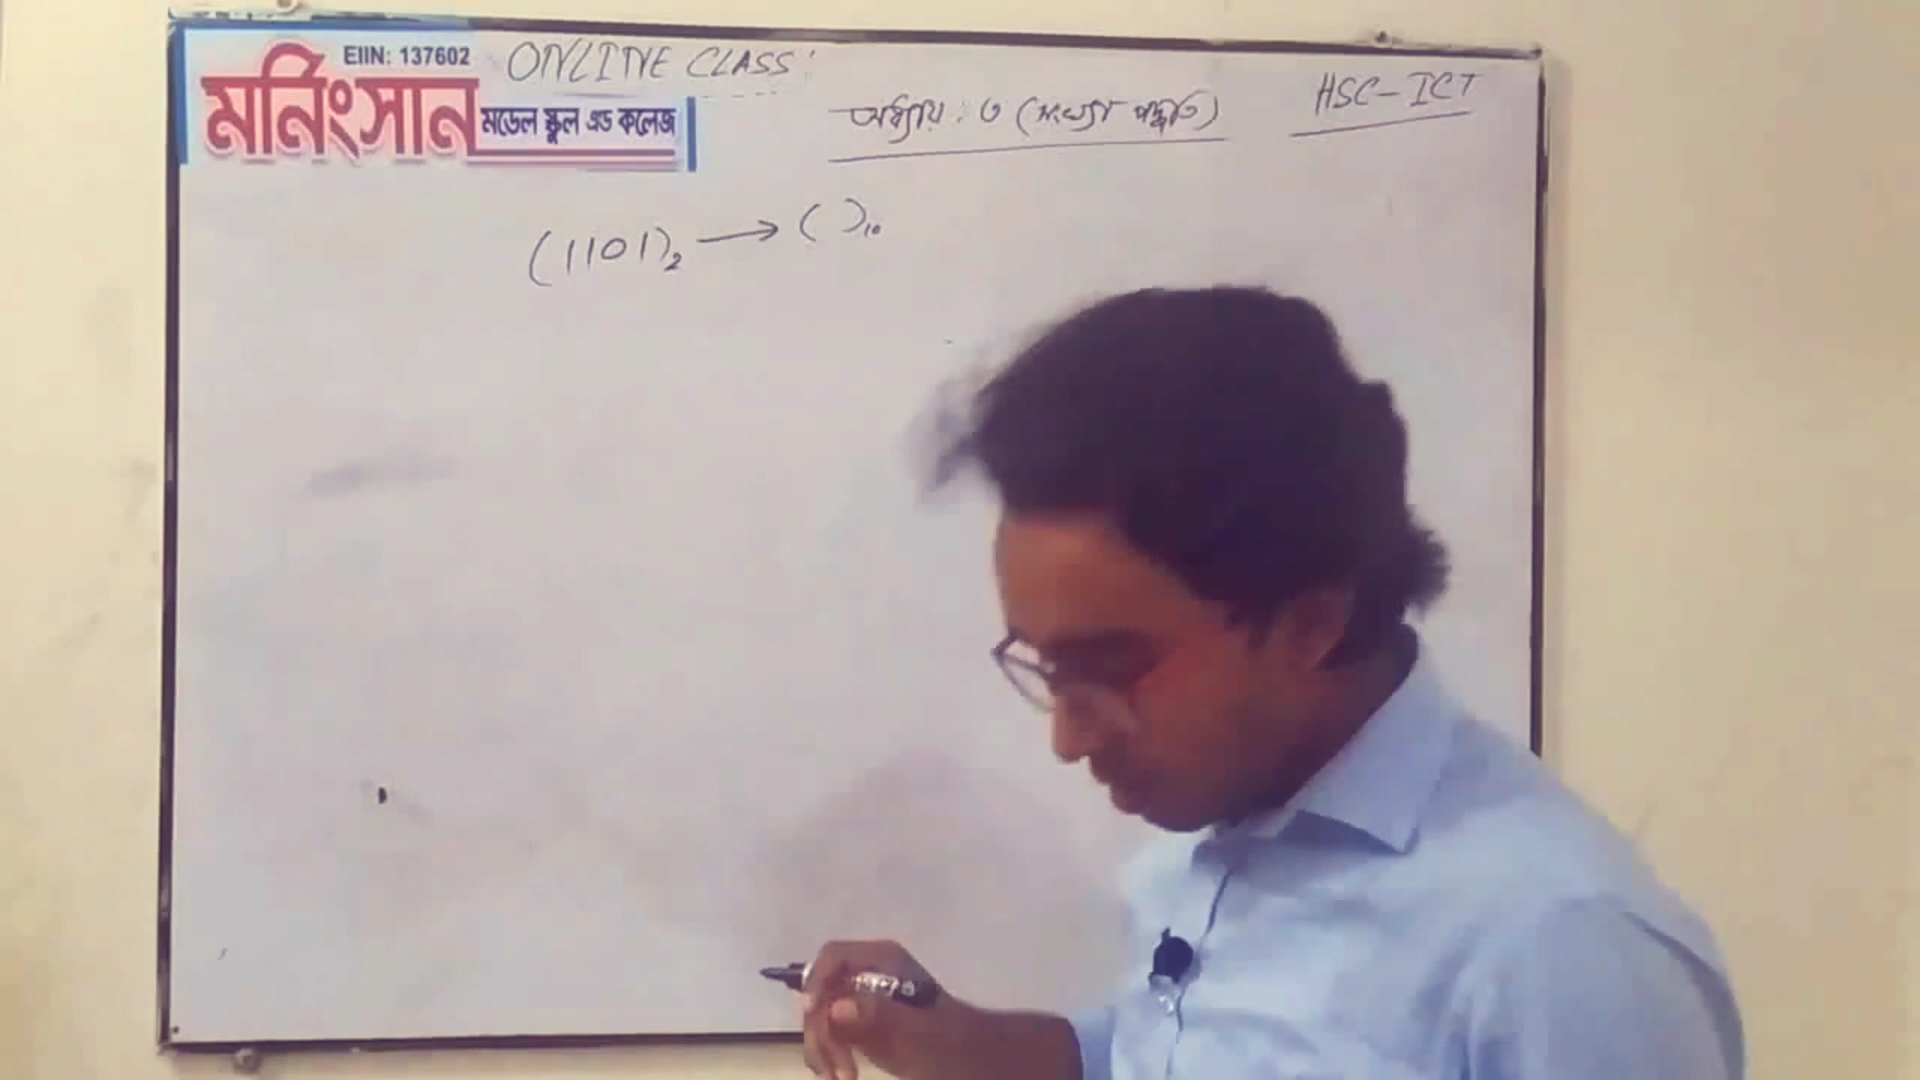 EIIN: 137602
মর্নিংসান মডেল স্কুল এন্ড কলেজ
ONLINE CLASS
অধ্যায় : ৩ (সংখ্যা পদ্ধতি)
HSC-ICT
(1101)₂ → ( )₁₀